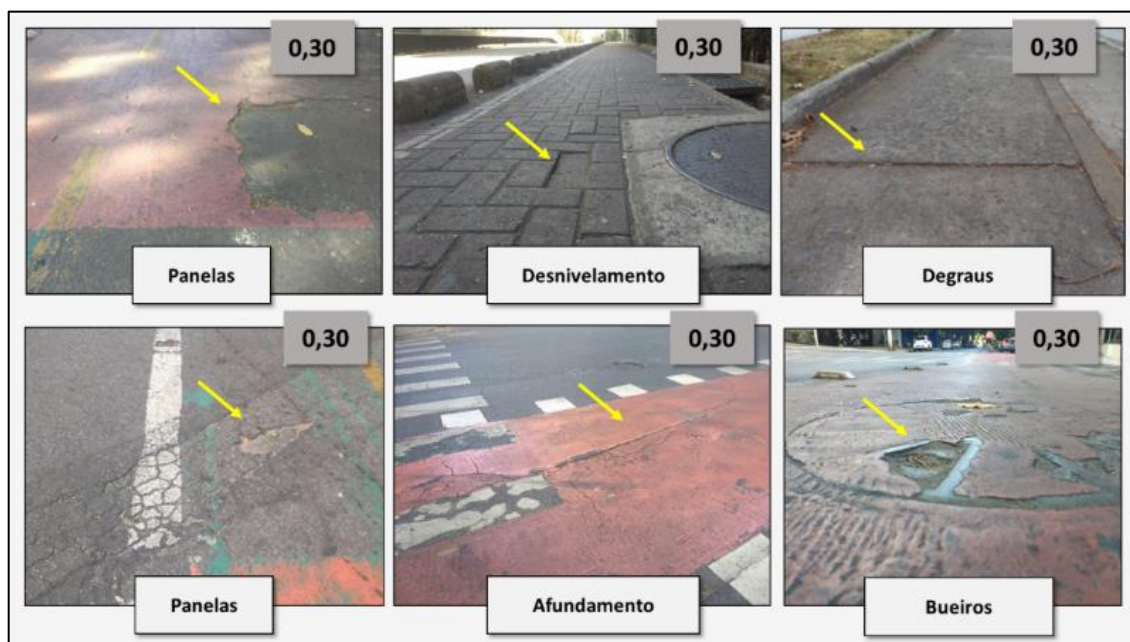 0,30
0,30
0,30
Panelas
Desnivelamento
Degraus
0,30
0,30
0,30
Panelas
Afundamento
Bueiros